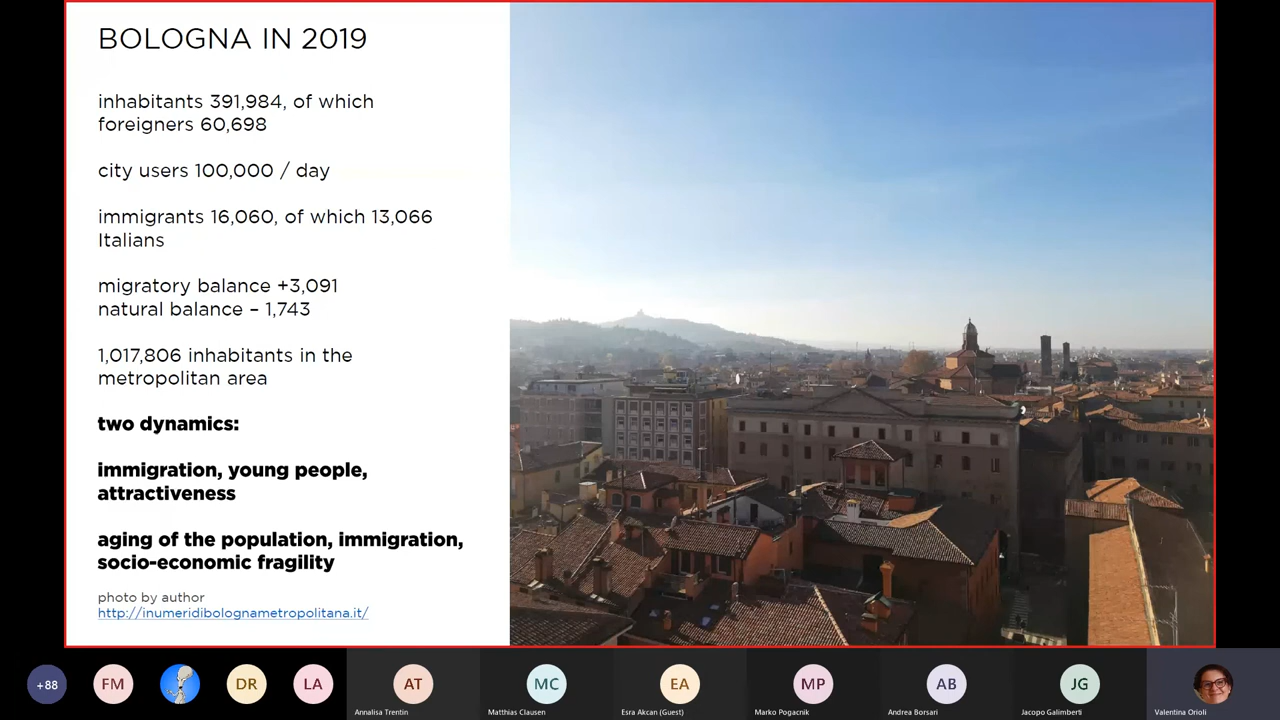 BOLOGNA IN 2019
inhabitants 391,984, of which
foreigners 60,698
city users 100,000 / day
immigrants 16,060, of which 13,066
Italians
migratory balance +3,091
natural balance – 1,743
1,017,806 inhabitants in the
metropolitan area
two dynamics:
immigration, young people,
attractiveness
aging of the population, immigration,
socio-economic fragility
photo by author
http://inumeridibolognametropolitana.it/
+88
FM
DR
LA
AT
MC
EA
MP
AB
JG
Annalisa Trentin
Matthias Clausen
Esra Akcan (Guest)
Marko Pogacnik
Andrea Borsari
Jacopo Galimberti
Valentina Orioli